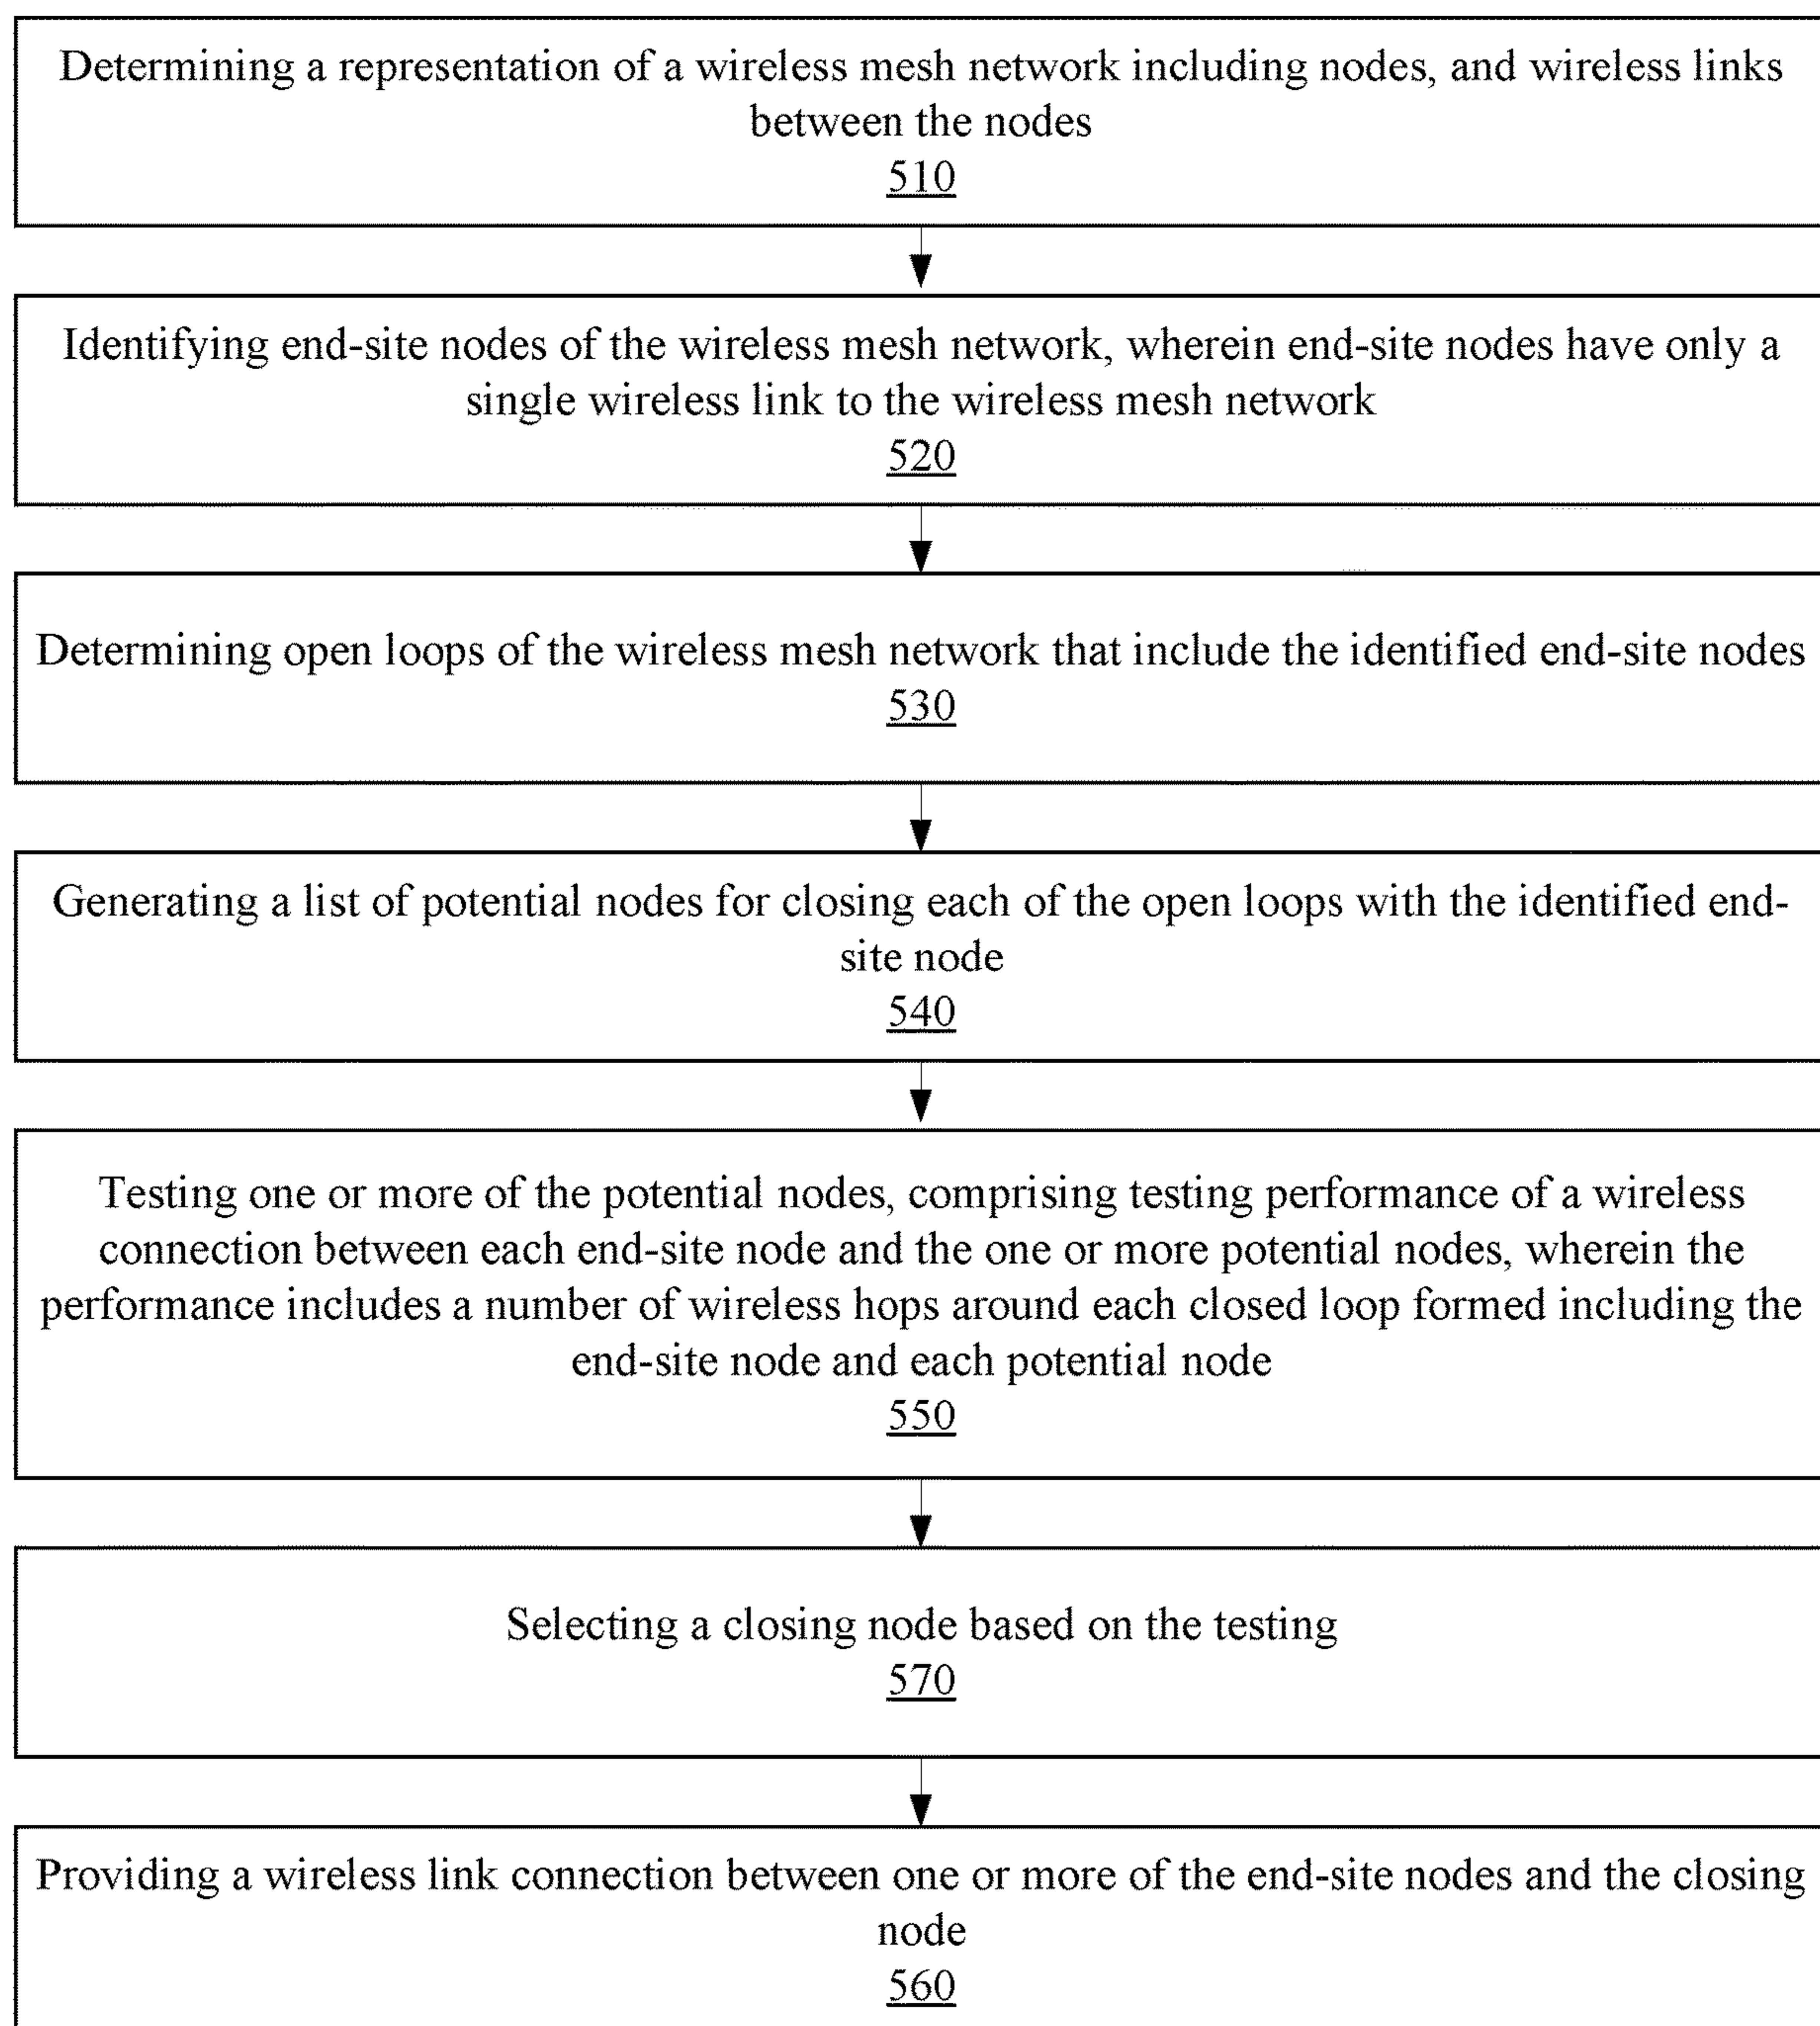 Determining a representation of a wireless mesh network including nodes, and wireless links
between the nodes
510
Identifying end-site nodes of the wireless mesh network, wherein end-site nodes have only a
single wireless link to the wireless mesh network
520
Determining open loops of the wireless mesh network that include the identified end-site nodes
530
Generating a list of potential nodes for closing each of the open loops with the identified end-
site node
540
Testing one or more of the potential nodes, comprising testing performance of a wireless
connection between each end-site node and the one or more potential nodes, wherein the
performance includes a number of wireless hops around each closed loop formed including the
end-site node and each potential node
550
Selecting a closing node based on the testing
570
Providing a wireless link connection between one or more of the end-site nodes and the closing
node
560